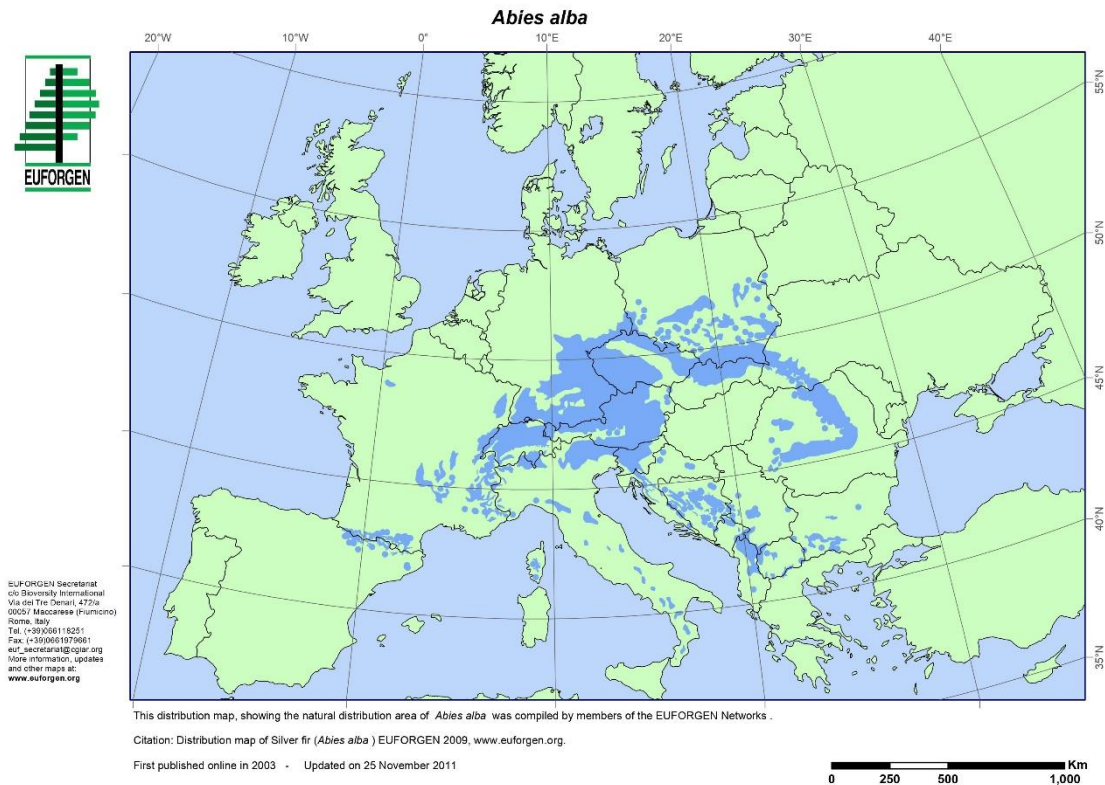 Abies alba
20°W
10°W
0°
10°E
20°E
30°E
40°E
55°N
50°N
45°N
40°N
35°N
EUFORGEN
EUFORGEN Secretariat
c/o Bioversity International
Via dei Tre Denari, 472/a
00057 Maccarese (Fiumicino)
Rome, Italy
Tel. (+39)066118251
Fax: (+39)0661979661
euf_secretariat@cgiar.org
More information, updates
and other maps at:
www.euforgen.org
This distribution map, showing the natural distribution area of Abies alba was compiled by members of the EUFORGEN Networks .
Citation: Distribution map of Silver fir (Abies alba ) EUFORGEN 2009, www.euforgen.org.
First published online in 2003 - Updated on 25 November 2011
Km
0 250 500 1,000